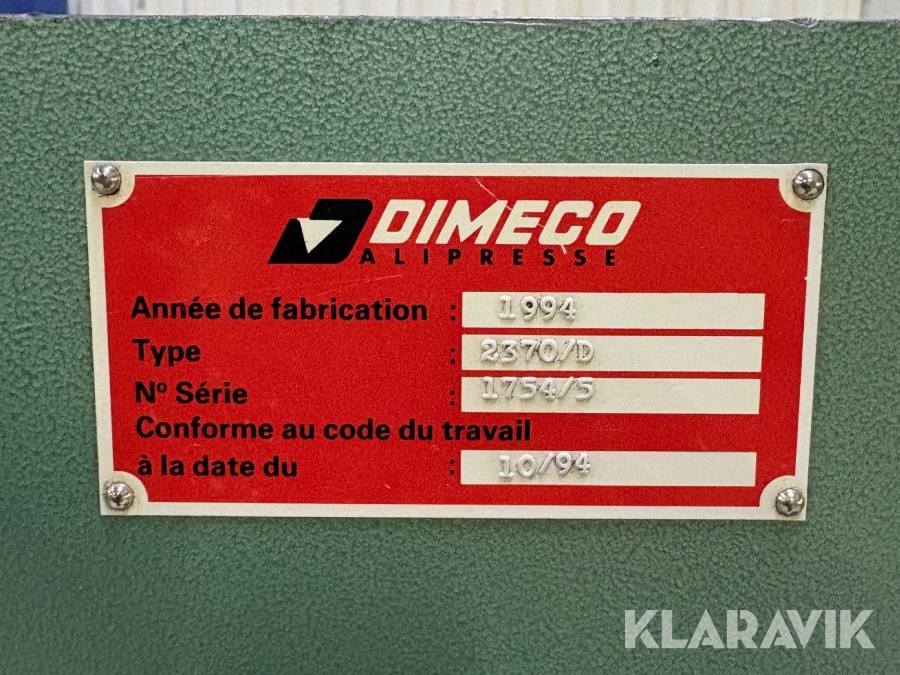 DIMECO
ALIPRESSE
Année de fabrication : 1994
Type : 2370/D
Nº Série : 1754/5
Conforme au code du travail
à la date du : 10/94
KLARAVIK